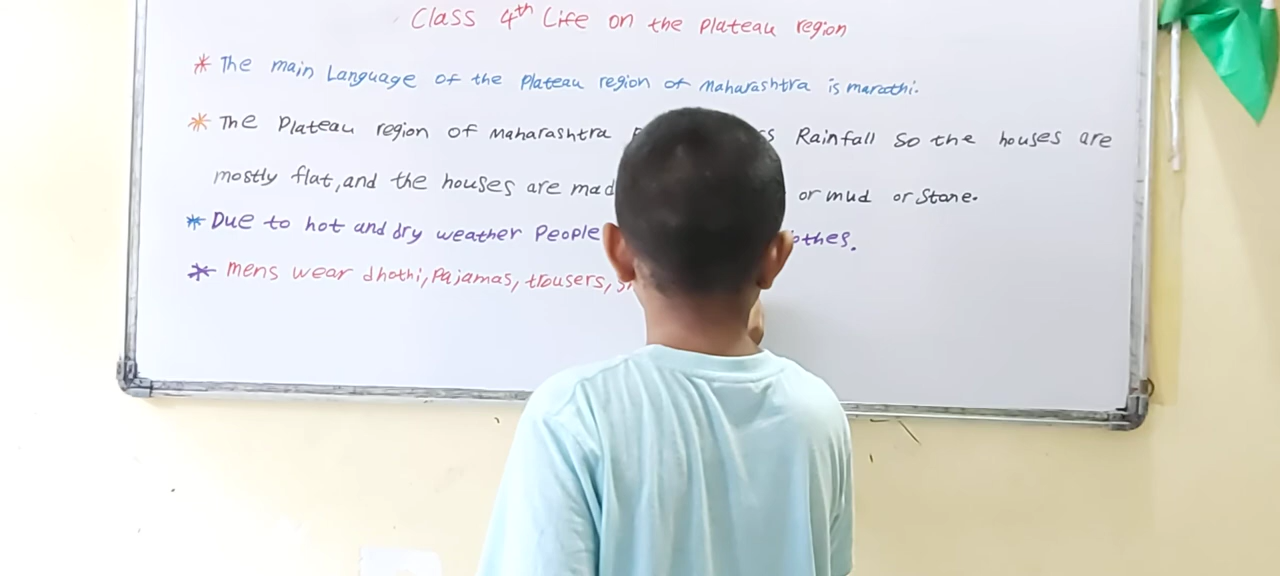 Class 4th Life on the Plateau region
* The main Language of the Plateau region of Maharashtra is marathi.
* The Plateau region of Maharashtra Rainfall so the houses are
mostly flat, and the houses are mad or mud or Stone.
* Due to hot and dry weather People othes.
* mens wear dhothi, Pajamas, trousers,